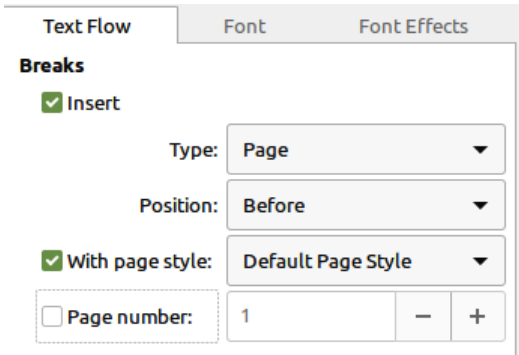 Text Flow Font Font Effects
Breaks
Insert
Type: Page
Position: Before
With page style: Default Page Style
Page number: 1